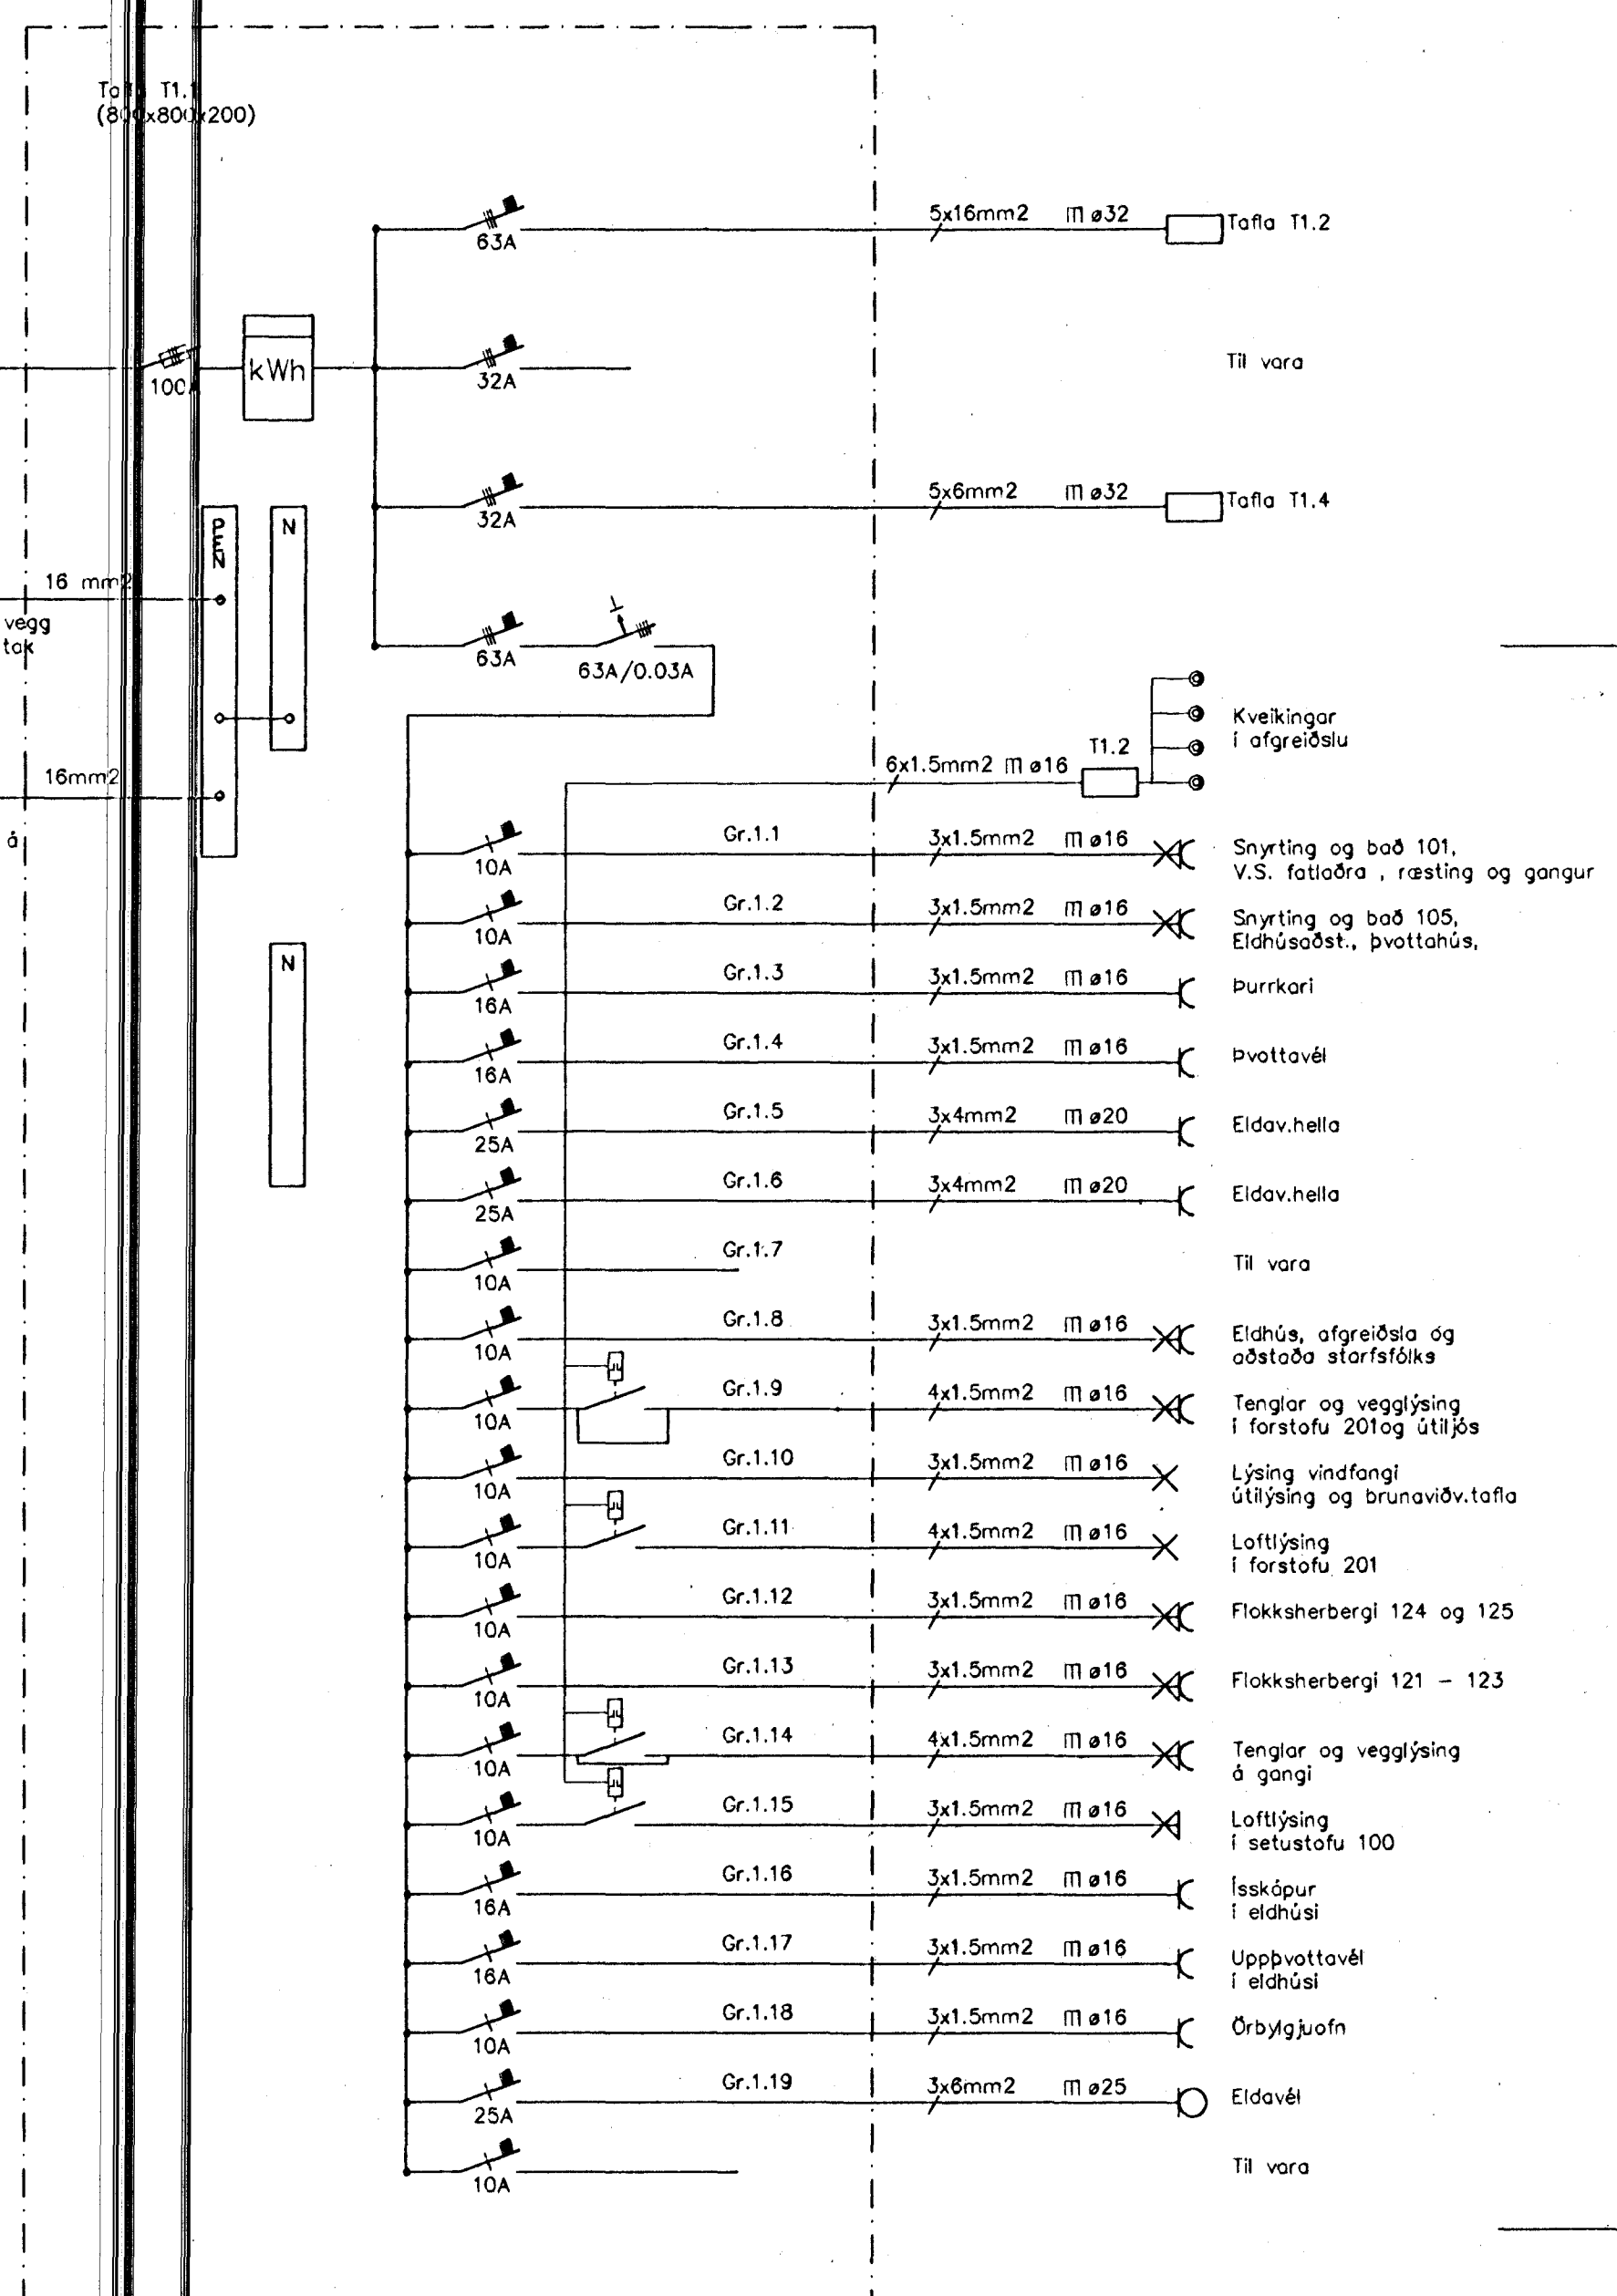 T1.
(800x800x200)
63A
5x16mm2 m ø32
Tafla T1.2
100A
kWh
32A
Til vara
32A
5x6mm2 m ø32
Tafla T1.4
PEN
N
16 mm2
vegg
tak
63A
63A/0.03A
Kveikingar
í afgreiðslu
T1.2
6x1.5mm2 m ø16
16mm2
á
10A
Gr.1.1
3x1.5mm2 m ø16
Snyrting og bað 101,
V.S. fatlaðra , ræsting og gangur
10A
Gr.1.2
3x1.5mm2 m ø16
Snyrting og bað 105,
Eldhúsaðst., þvottahús,
N
16A
Gr.1.3
3x1.5mm2 m ø16
Þurrkari
16A
Gr.1.4
3x1.5mm2 m ø16
Þvottavél
25A
Gr.1.5
3x4mm2 m ø20
Eldav.hella
25A
Gr.1.6
3x4mm2 m ø20
Eldav.hella
10A
Gr.1.7
Til vara
10A
Gr.1.8
3x1.5mm2 m ø16
Eldhús, afgreiðsla og
aðstaða starfsfólks
10A
Gr.1.9
4x1.5mm2 m ø16
Tenglar og vegglýsing
í forstofu 201og útiljós
10A
Gr.1.10
3x1.5mm2 m ø16
Lýsing vindfangi
útilýsing og brunaviðv.tafla
10A
Gr.1.11
4x1.5mm2 m ø16
Loftlýsing
í forstofu 201
10A
Gr.1.12
3x1.5mm2 m ø16
Flokksherbergi 124 og 125
10A
Gr.1.13
3x1.5mm2 m ø16
Flokksherbergi 121 – 123
10A
Gr.1.14
4x1.5mm2 m ø16
Tenglar og vegglýsing
á gangi
10A
Gr.1.15
3x1.5mm2 m ø16
Loftlýsing
í setustofu 100
16A
Gr.1.16
3x1.5mm2 m ø16
Ísskápur
í eldhúsi
16A
Gr.1.17
3x1.5mm2 m ø16
Uppþvottavél
í eldhúsi
10A
Gr.1.18
3x1.5mm2 m ø16
Örbylgjuofn
25A
Gr.1.19
3x6mm2 m ø25
Eldavél
10A
Til vara